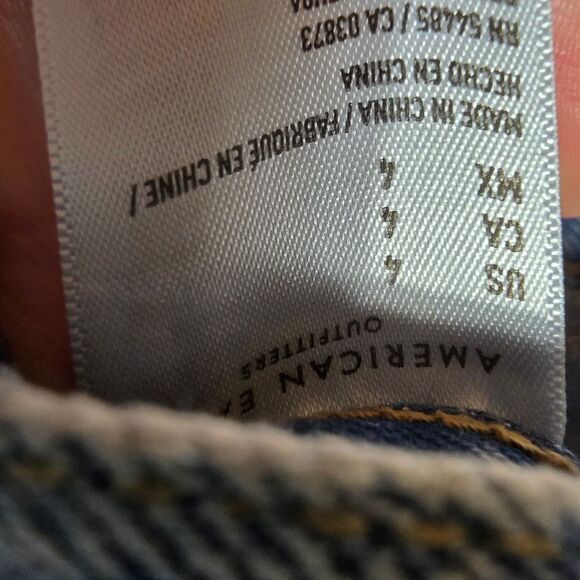 AMERICAN
OUTFITTERS
US 4
CA 4
MX 4
MADE IN CHINA / FABRIQUÉ EN CHINE /
HECHO EN CHINA
RN 54485 / CA 03873